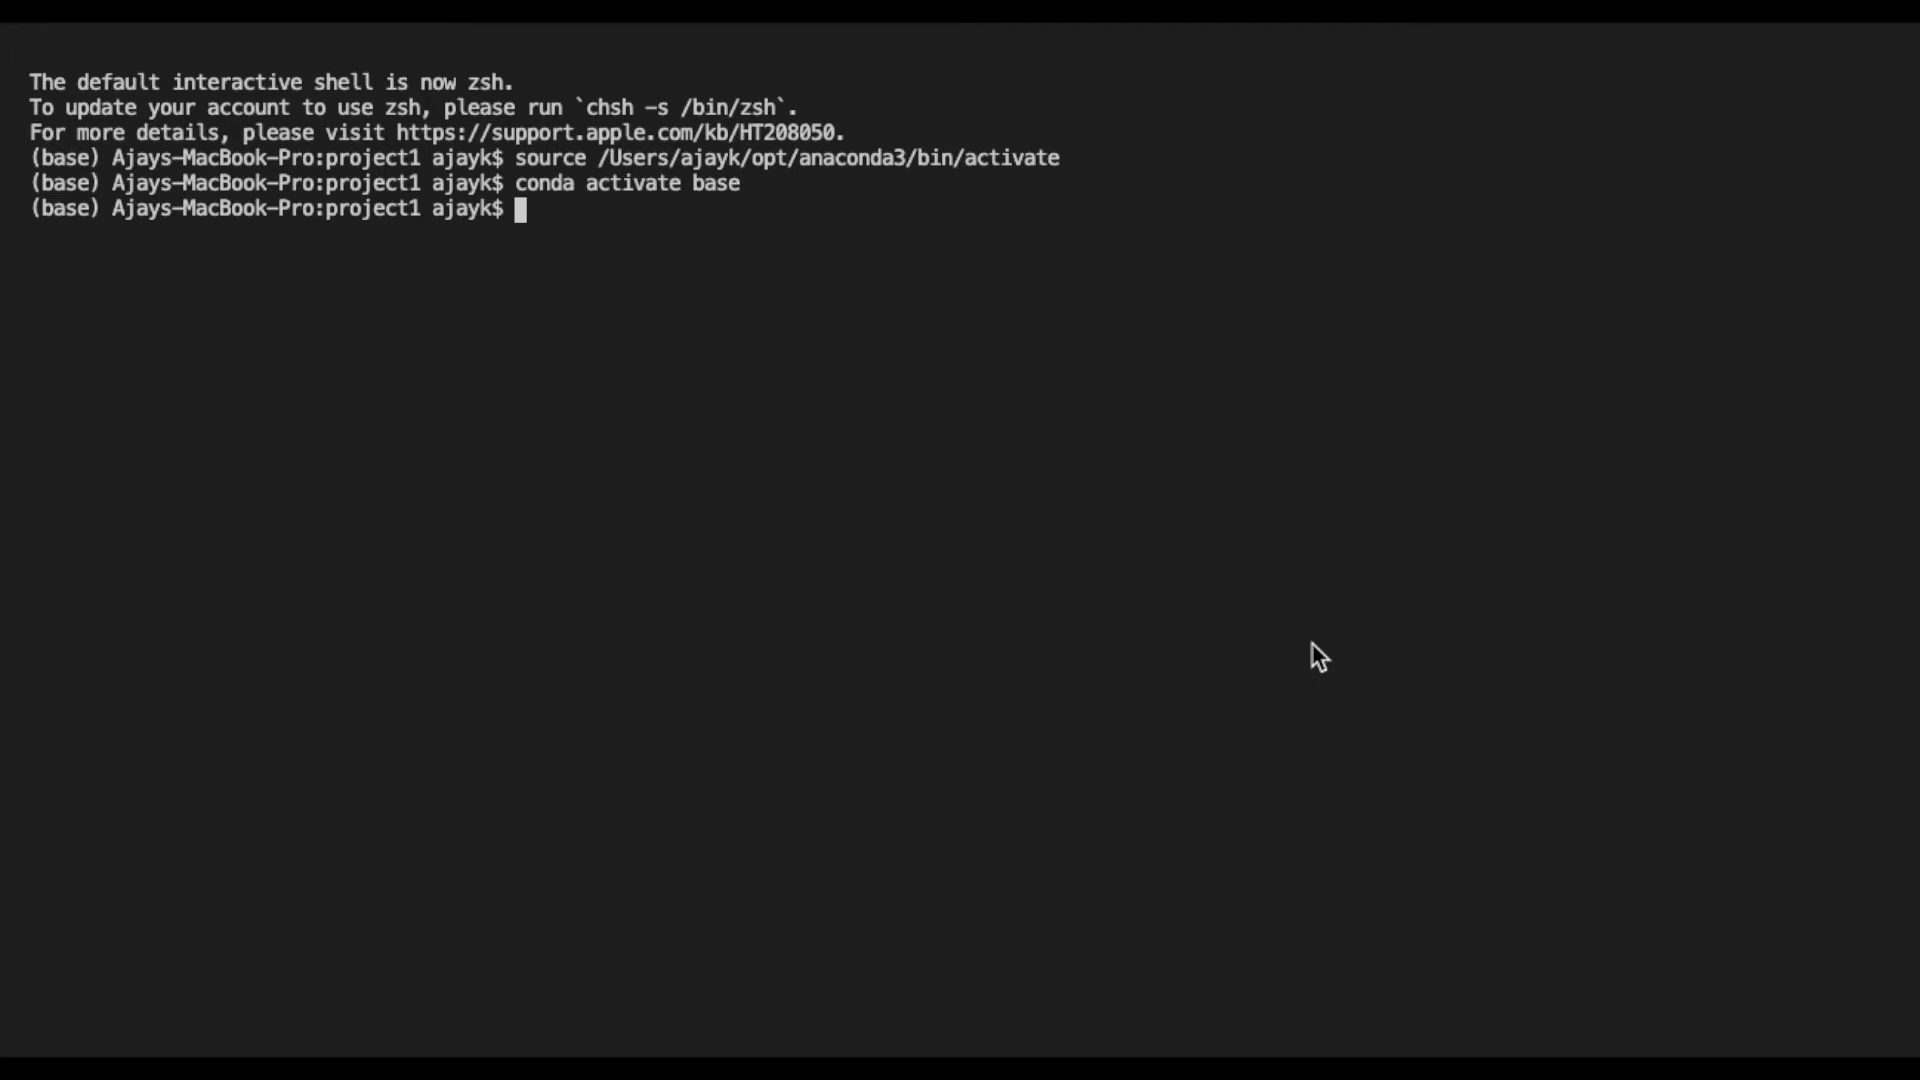 The default interactive shell is now zsh.
To update your account to use zsh, please run `chsh -s /bin/zsh`.
For more details, please visit https://support.apple.com/kb/HT208050.
(base) Ajays-MacBook-Pro:project1 ajayk$ source /Users/ajayk/opt/anaconda3/bin/activate
(base) Ajays-MacBook-Pro:project1 ajayk$ conda activate base
(base) Ajays-MacBook-Pro:project1 ajayk$